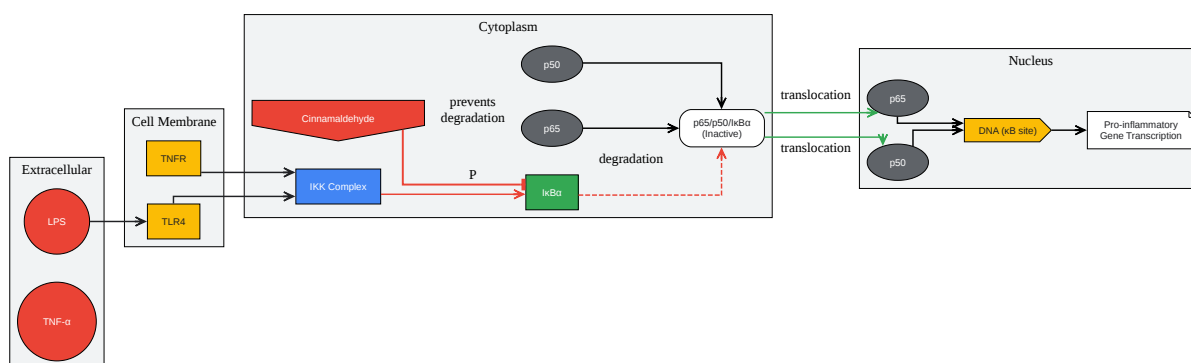 Extracellular
LPS
TNF-α
Cell Membrane
TNFR
TLR4
Cytoplasm
p50
Cinnamaldehyde
prevents
degradation
p65
p65/p50/IκBα
(Inactive)
degradation
P
IKK Complex
IκBα
translocation
translocation
Nucleus
p65
p50
DNA (κB site)
Pro-inflammatory
Gene Transcription